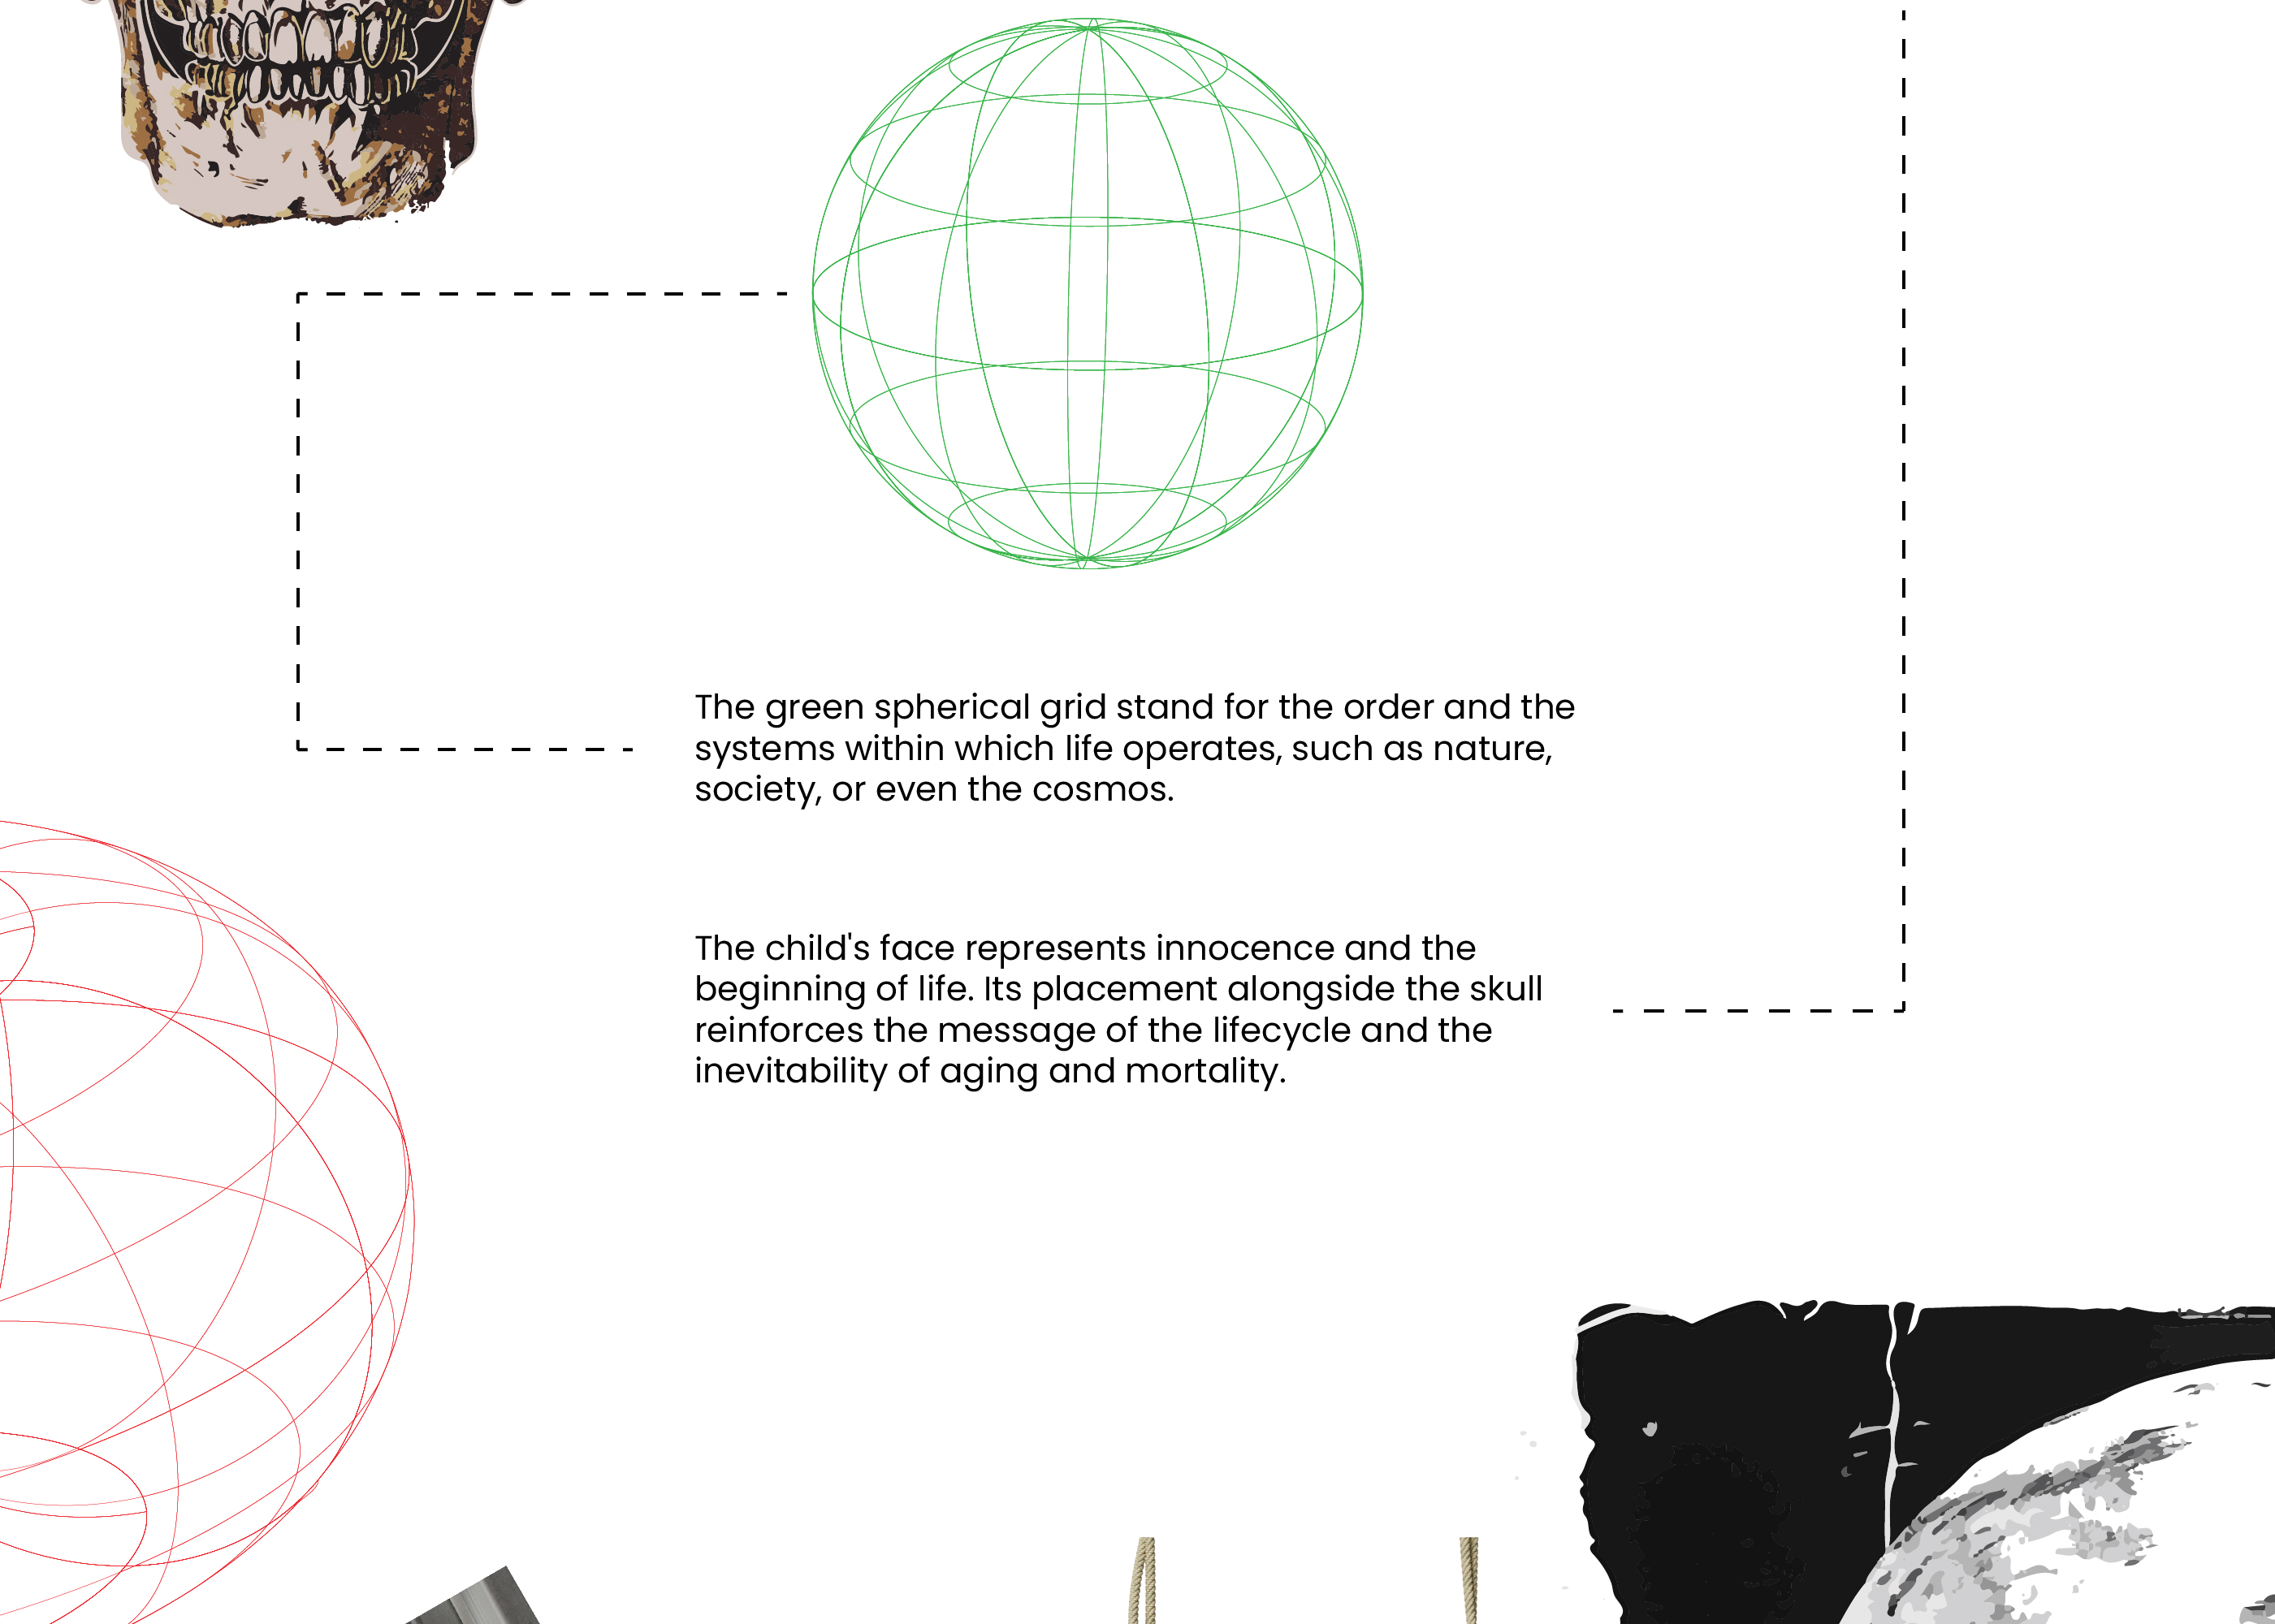 The green spherical grid stand for the order and the
systems within which life operates, such as nature,
society, or even the cosmos.
The child's face represents innocence and the
beginning of life. Its placement alongside the skull
reinforces the message of the lifecycle and the
inevitability of aging and mortality.